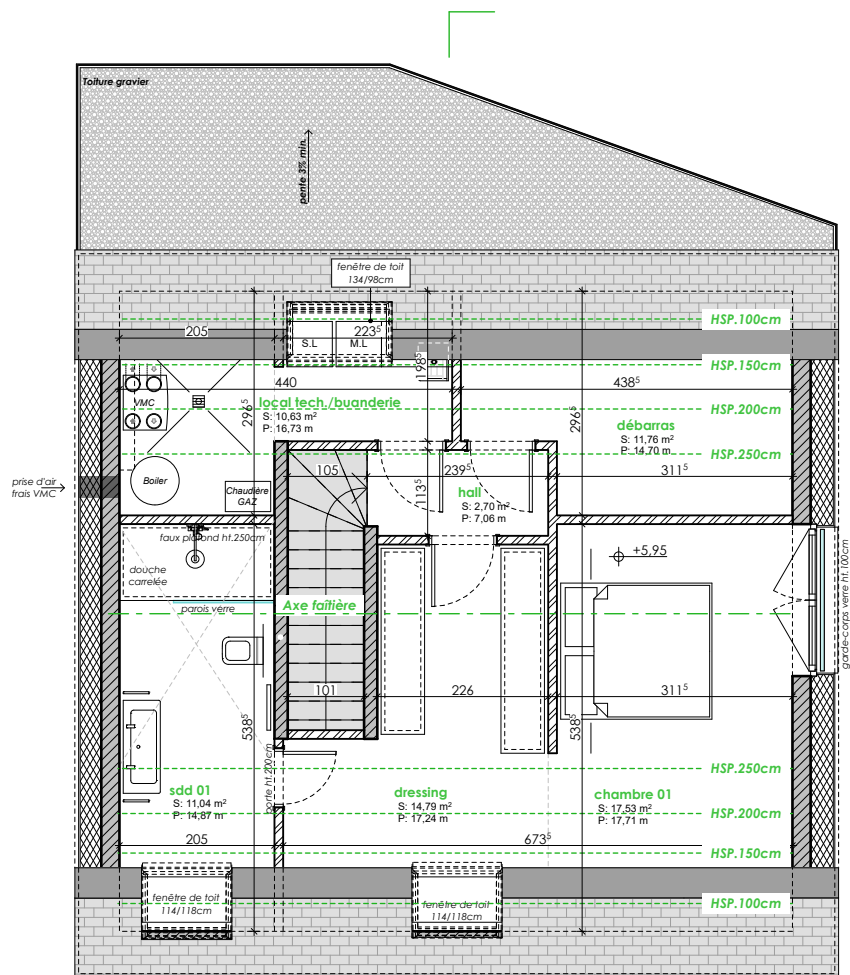 Toiture gravier
pente 3% min.
fenêtre de toit
134/98cm
HSP.100cm
205
223⁵
S.L
M.L
HSP.150cm
198⁵
440
438⁵
VMC
296⁵
local tech./buanderie
S: 10,63 m²
P: 16,73 m
HSP.200cm
296⁵
débarras
S: 11,76 m²
P: 14,70 m
HSP.250cm
prise d'air
frais VMC
Boiler
Chaudière
GAZ
105
239⁵
311⁵
113⁵
hall
S: 2,70 m²
P: 7,06 m
faux plafond ht.250cm
douche
carrelée
+5,95
parois verre
Axe faîtière
garde-corps verre ht.100cm
101
226
311⁵
538⁵
538⁵
HSP.250cm
porte ht.200cm
sdd 01
S: 11,04 m²
P: 14,87 m
dressing
S: 14,79 m²
P: 17,24 m
chambre 01
S: 17,53 m²
P: 17,71 m
HSP.200cm
205
673⁵
HSP.150cm
fenêtre de toit
114/118cm
fenêtre de toit
114/118cm
HSP.100cm